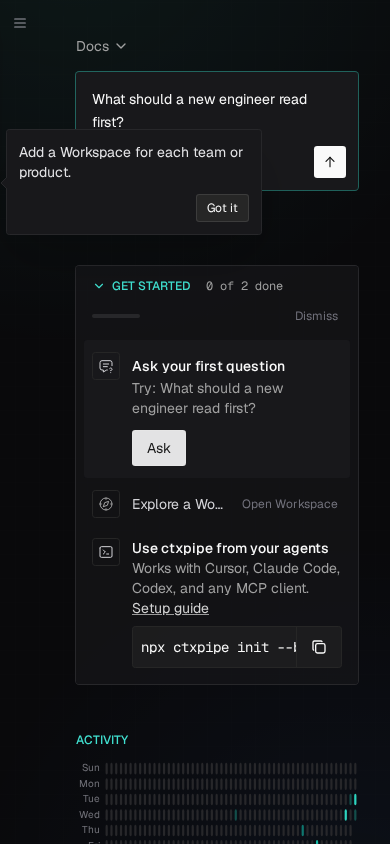 Docs
What should a new engineer read
first?
Add a Workspace for each team or
product.
Got it
GET STARTED 0 of 2 done
Dismiss
Ask your first question
Try: What should a new
engineer read first?
Ask
Explore a Wo... Open Workspace
Use ctxpipe from your agents
Works with Cursor, Claude Code,
Codex, and any MCP client.
Setup guide
npx ctxpipe init --
ACTIVITY
Sun
Mon
Tue
Wed
Thu